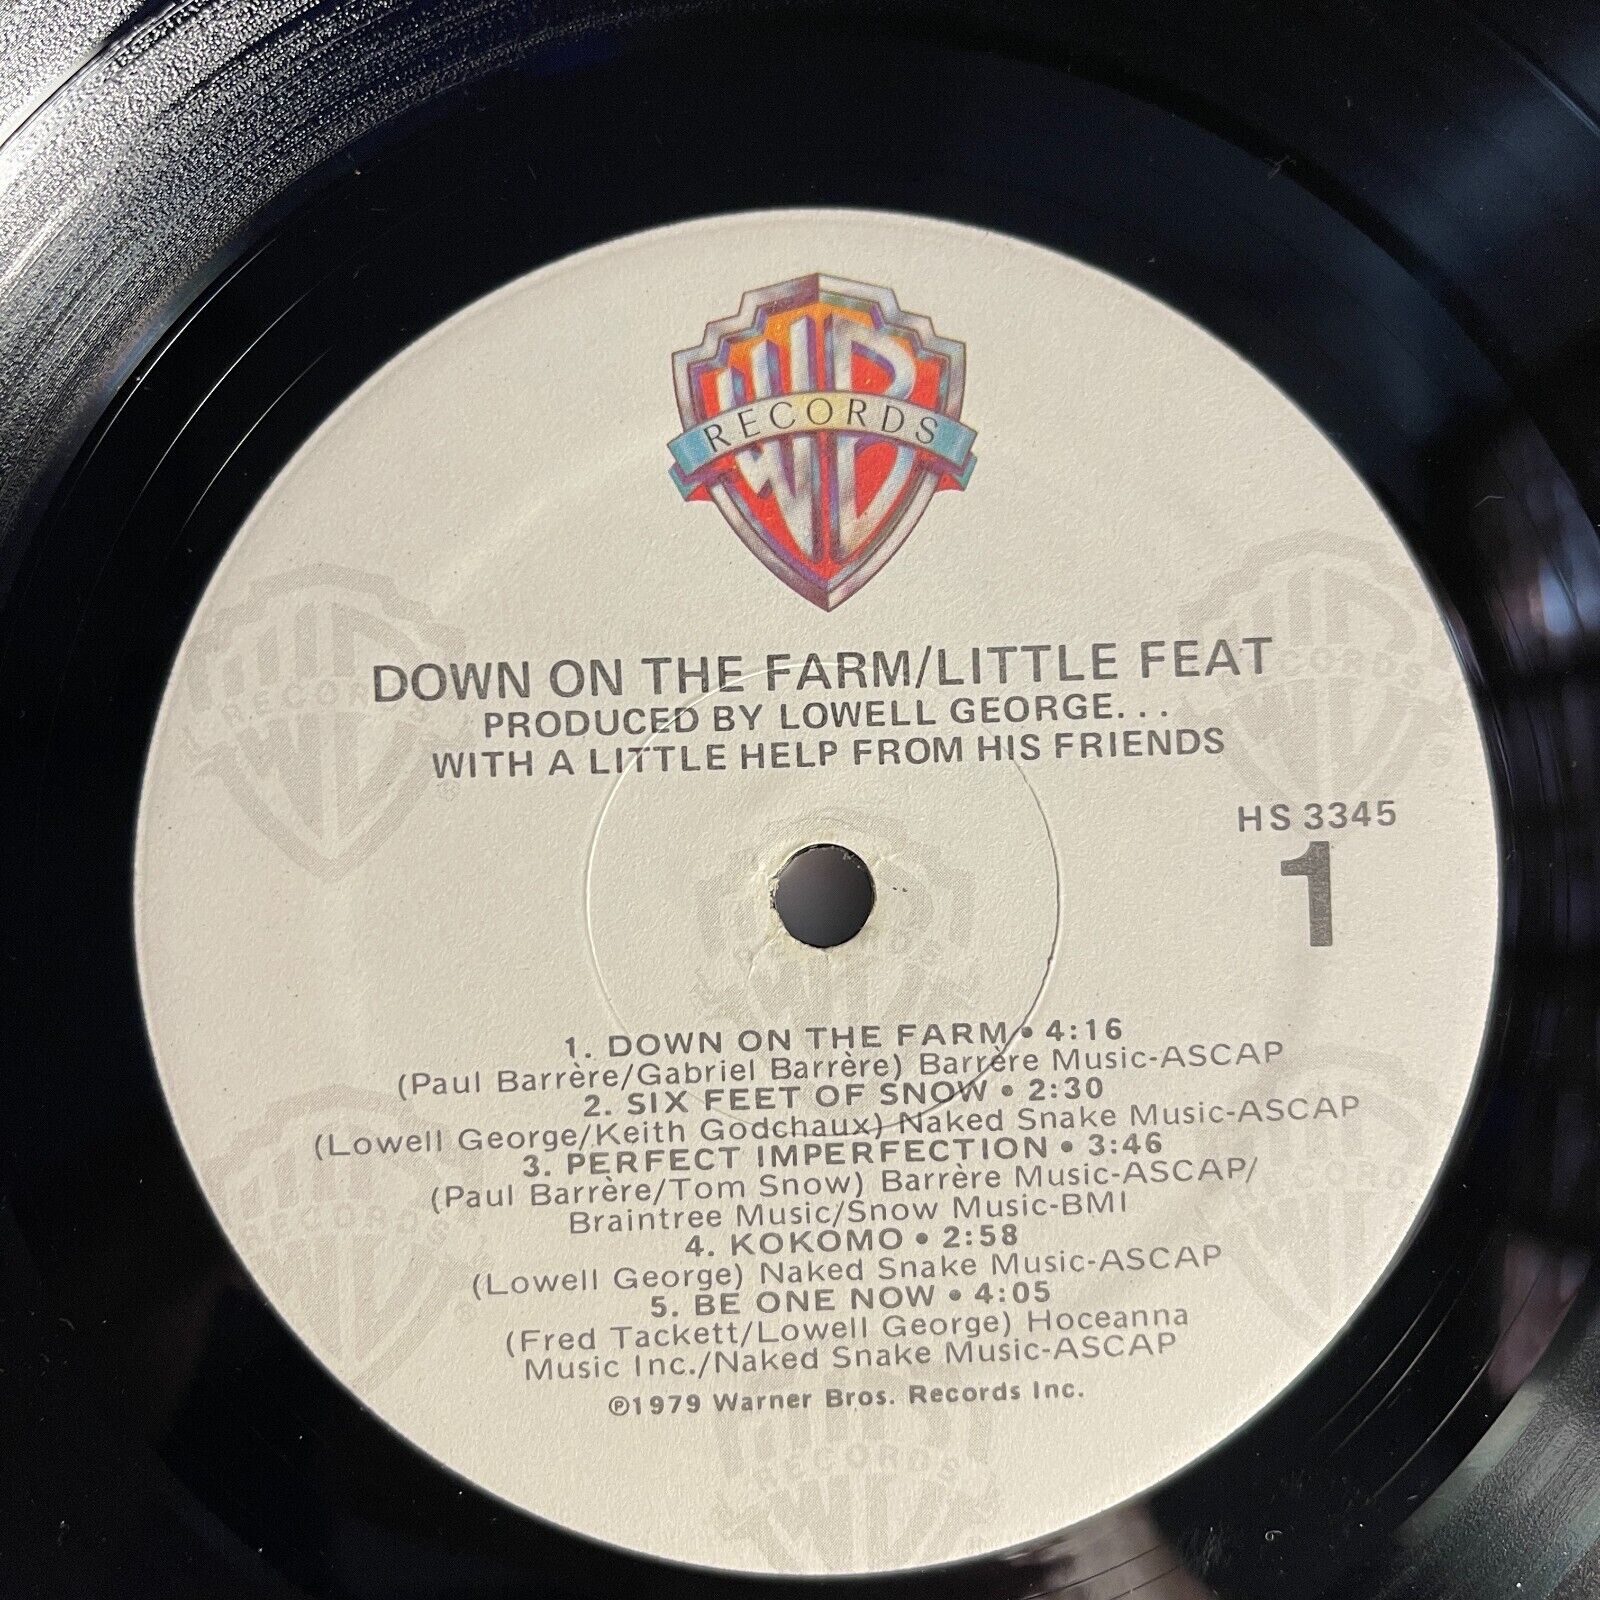 WB
RECORDS
DOWN ON THE FARM/LITTLE FEAT
PRODUCED BY LOWELL GEORGE...
WITH A LITTLE HELP FROM HIS FRIENDS
HS 3345
1
1. DOWN ON THE FARM • 4:16
(Paul Barrère/Gabriel Barrère) Barrère Music-ASCAP
2. SIX FEET OF SNOW • 2:30
(Lowell George/Keith Godchaux) Naked Snake Music-ASCAP
3. PERFECT IMPERFECTION • 3:46
(Paul Barrère/Tom Snow) Barrère Music-ASCAP/
Braintree Music/Snow Music-BMI
4. KOKOMO • 2:58
(Lowell George) Naked Snake Music-ASCAP
5. BE ONE NOW • 4:05
(Fred Tackett/Lowell George) Hoceanna
Music Inc./Naked Snake Music-ASCAP
℗1979 Warner Bros. Records Inc.